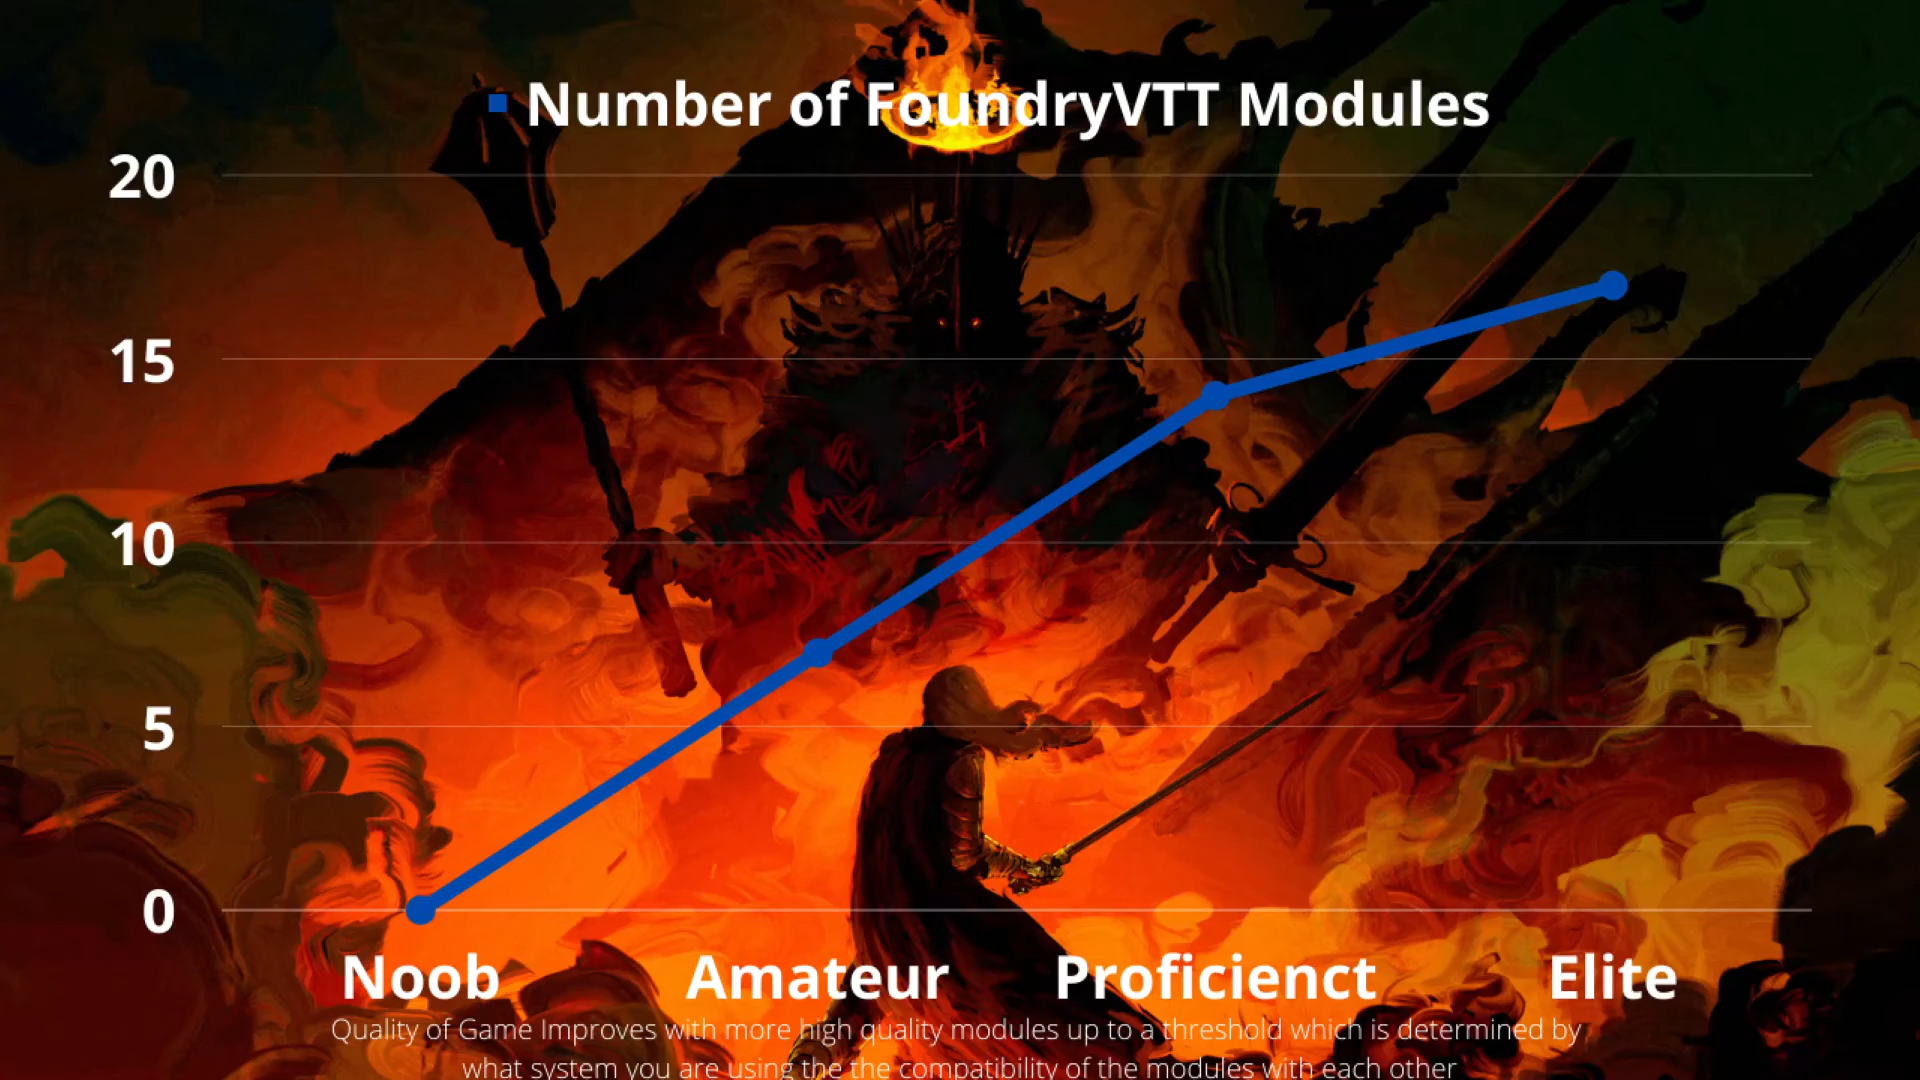 Number of FoundryVTT Modules
20
15
10
5
0
Noob Amateur Proficienct Elite
Quality of Game Improves with more high quality modules up to a threshold which is determined by
what system you are using the the compatibility of the modules with each other